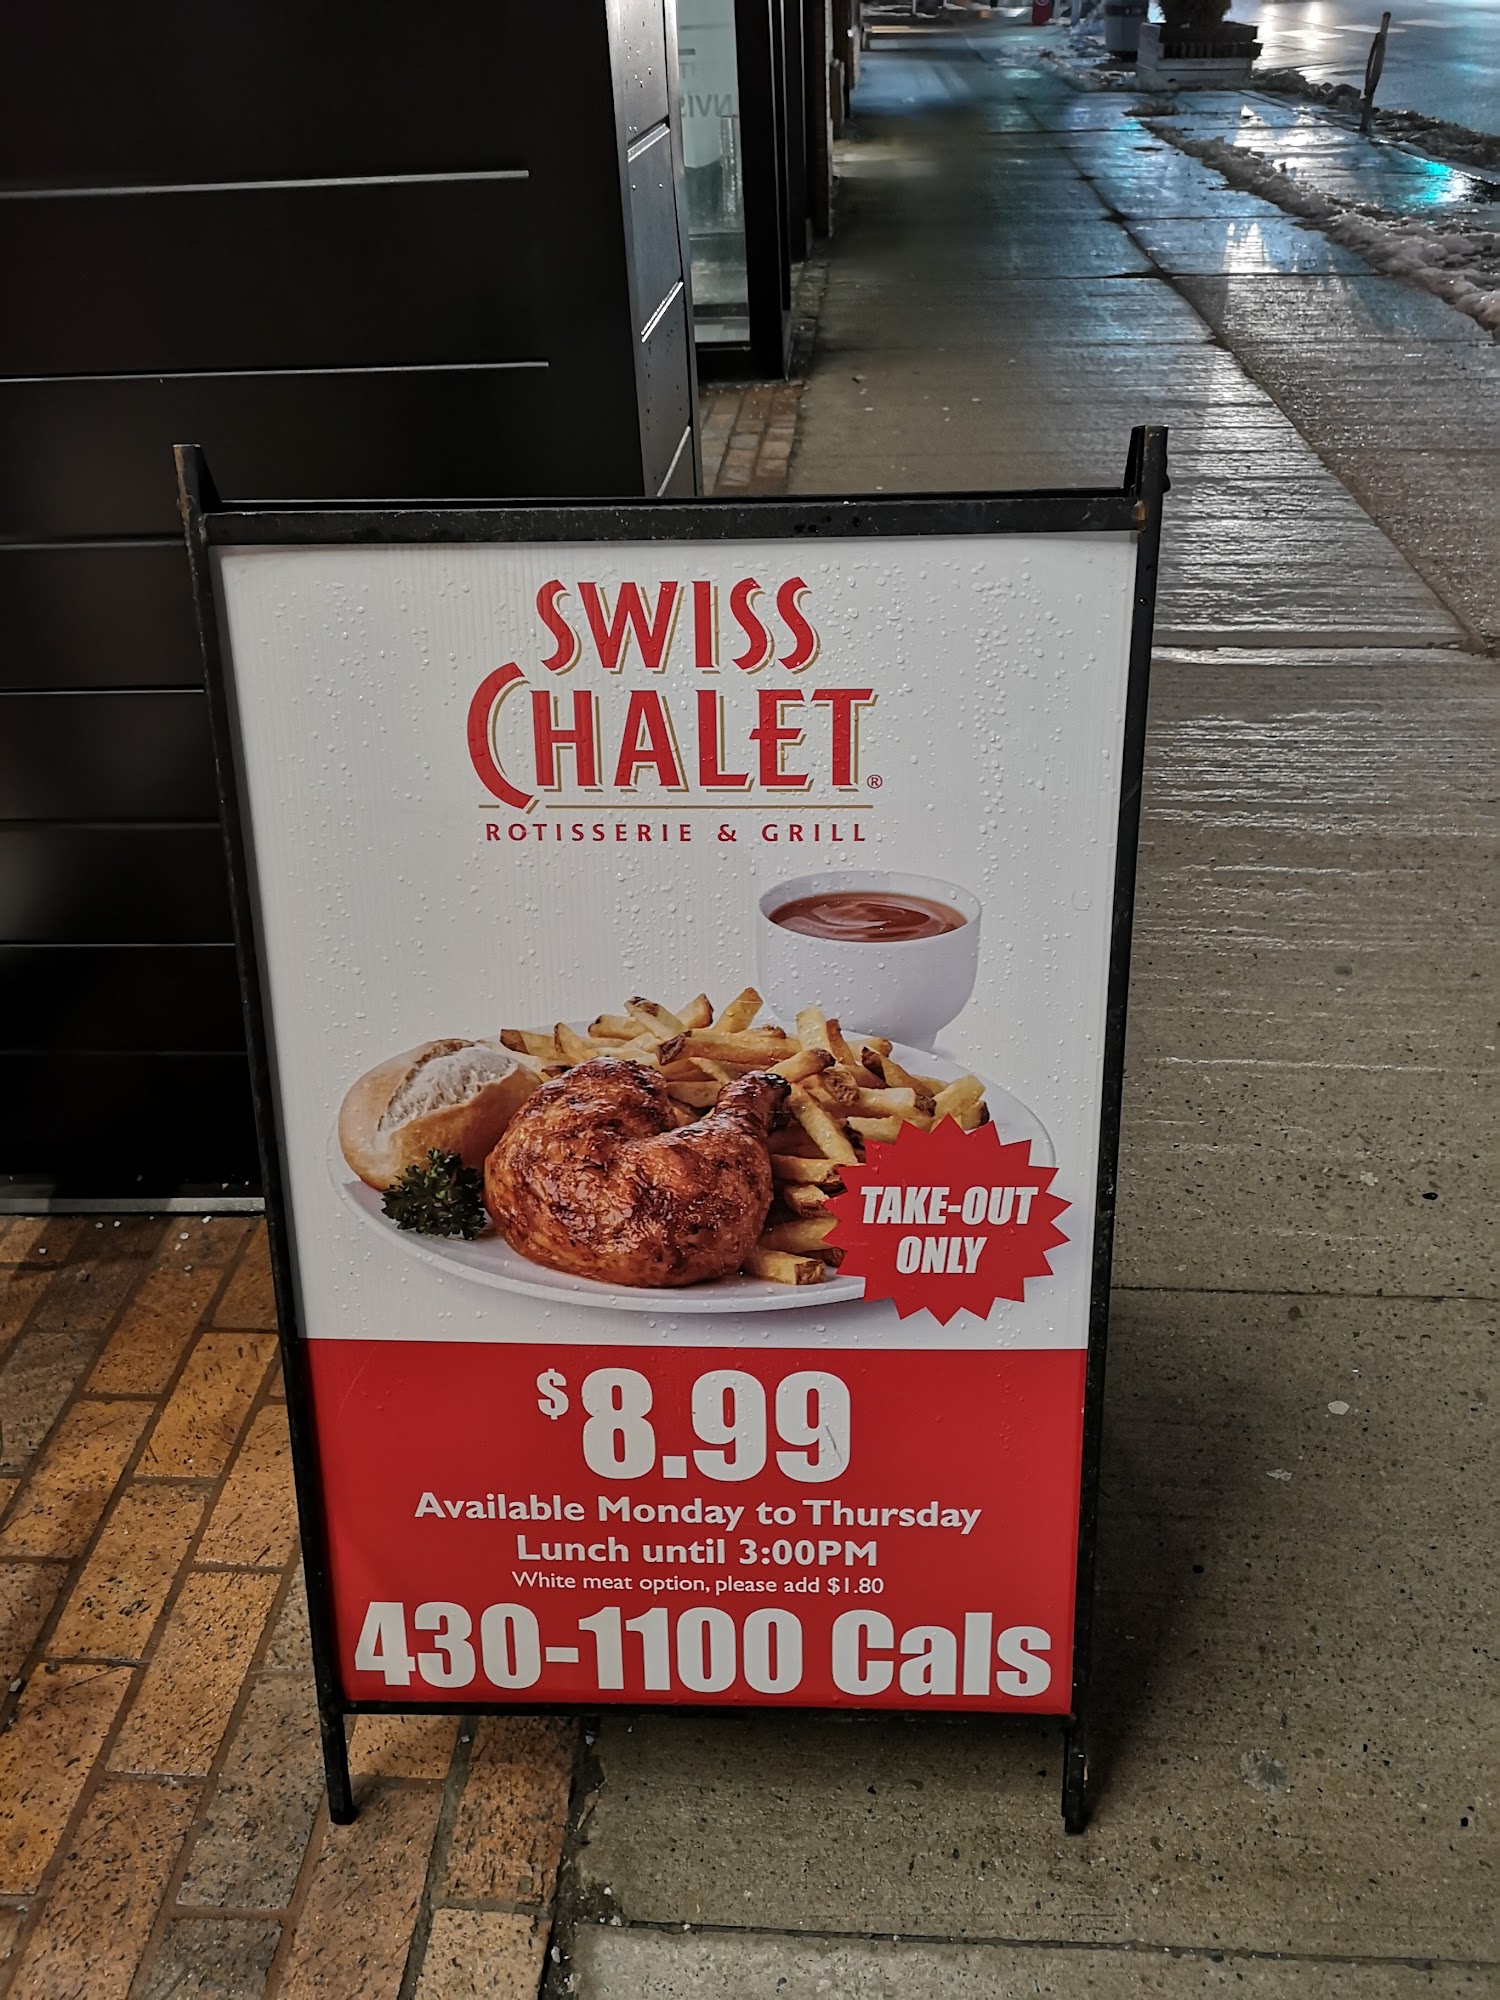 SWISS
CHALET®
ROTISSERIE & GRILL
TAKE-OUT
ONLY
$8.99
Available Monday to Thursday
Lunch until 3:00PM
White meat option, please add $1.80
430-1100 Cals